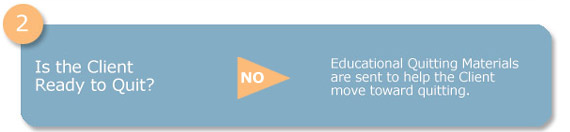 2
Is the Client
Ready to Quit?
NO
Educational Quitting Materials
are sent to help the Client
move toward quitting.